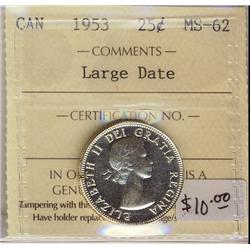 CAN 1953 25¢ MS-62
COMMENTS
Large Date
CERTIFICATION NO.
IN O IS A
GEN
Tampering with th
Have holder repla
ELIZABETH II DEI GRATIA REGINA
$10.00